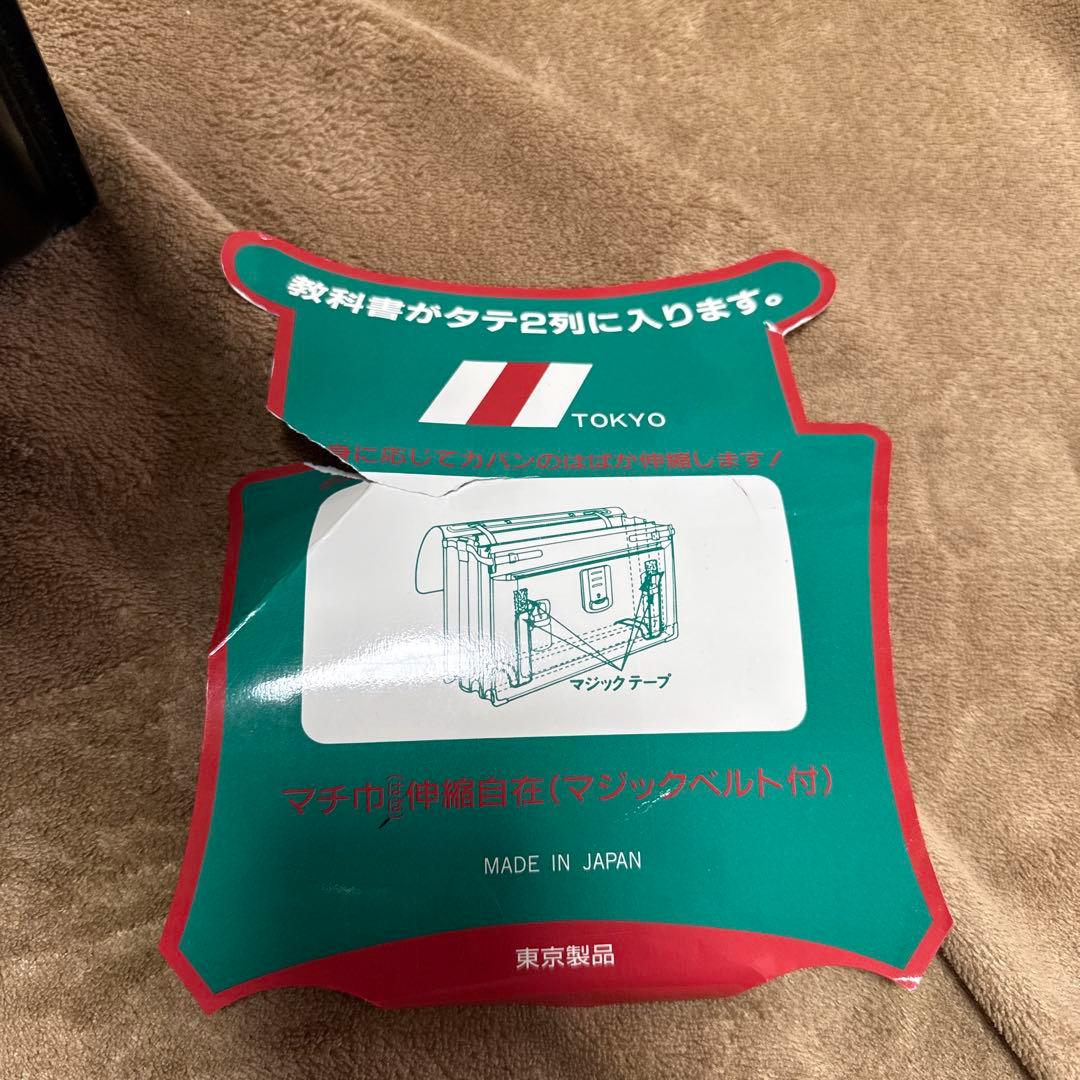 教科書がタテ2列に入ります。
TOKYO
身に応じてカバンのはばが伸縮します!
マジックテープ
マチ巾(はば)伸縮自在(マジックベルト付)
MADE IN JAPAN
東京製品